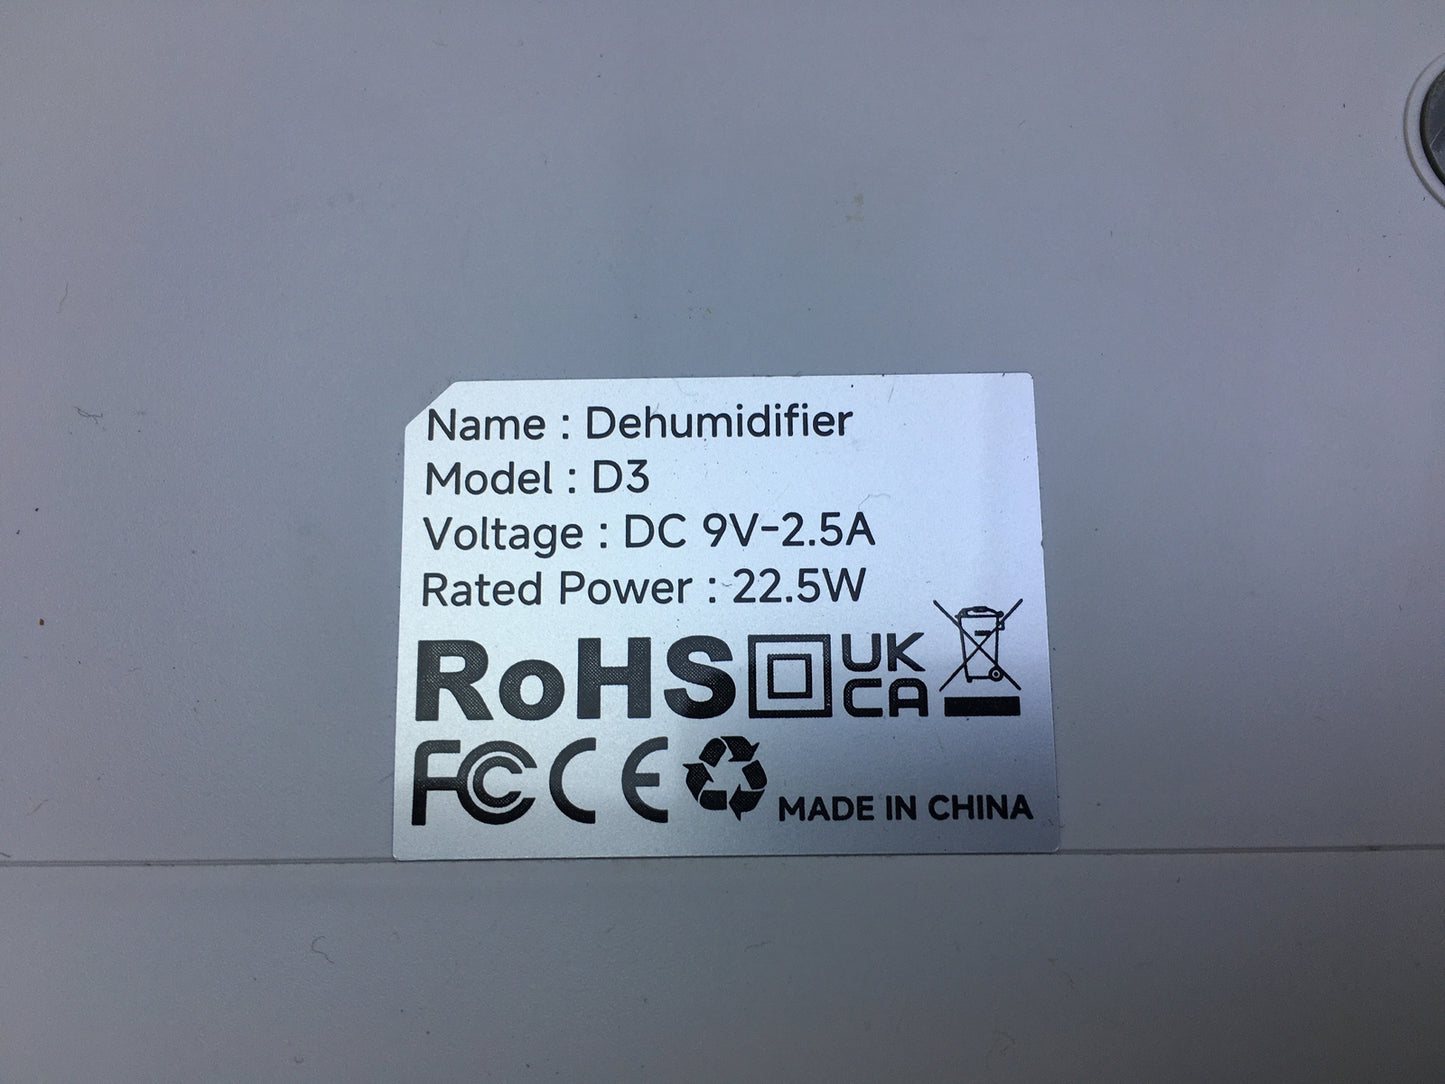 Name : Dehumidifier
Model : D3
Voltage : DC 9V-2.5A
Rated Power : 22.5W
RoHS UK
CA
FC CE MADE IN CHINA